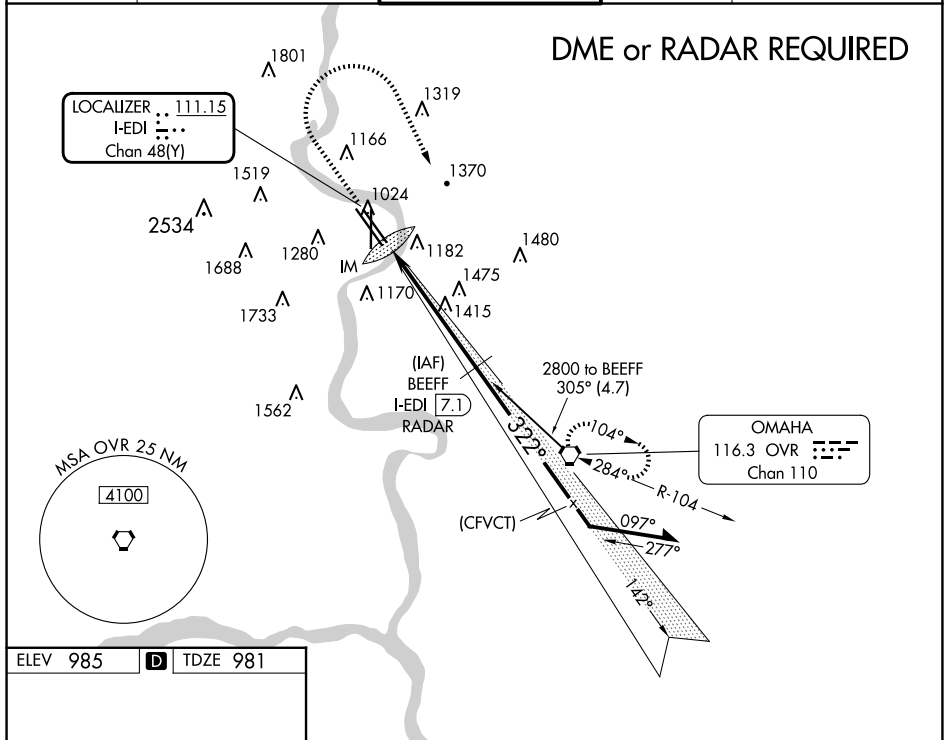 DME or RADAR REQUIRED
1801
1319
LOCALIZER 111.15
I-EDI
Chan 48(Y)
1166
1370
1519
1024
2534
1280
1182
1480
1688
IM
1475
1170
1415
1733
(IAF)
BEEFF
I-EDI 7.1
RADAR
2800 to BEEFF
305° (4.7)
1562
322°
104°
284°
R-104
OMAHA
116.3 OVR
Chan 110
MSA OVR 25 NM
4100
(CFVCT)
097°
277°
142°
ELEV 985 D TDZE 981